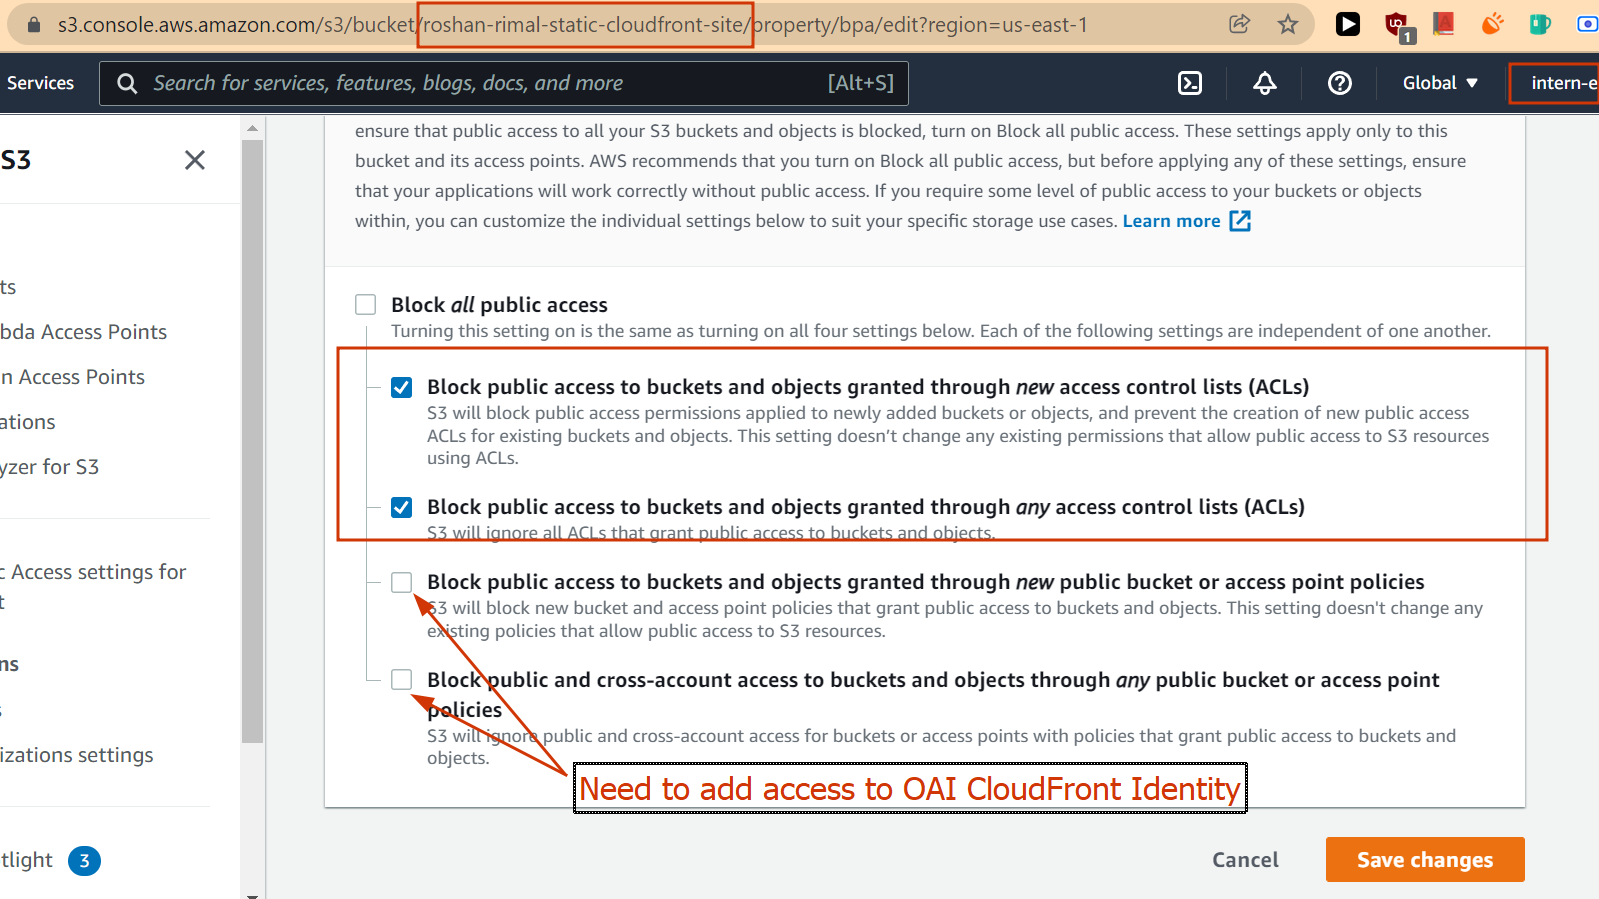 s3.console.aws.amazon.com/s3/bucket/roshan-rimal-static-cloudfront-site/property/bpa/edit?region=us-east-1
1
Services
Search for services, features, blogs, docs, and more
[Alt+S]
Global
intern-e
S3
ts
bda Access Points
n Access Points
ations
yzer for S3
c Access settings for
t
ns
s
izations settings
tlight 3
ensure that public access to all your S3 buckets and objects is blocked, turn on Block all public access. These settings apply only to this
bucket and its access points. AWS recommends that you turn on Block all public access, but before applying any of these settings, ensure
that your applications will work correctly without public access. If you require some level of public access to your buckets or objects
within, you can customize the individual settings below to suit your specific storage use cases. Learn more
Block all public access
Turning this setting on is the same as turning on all four settings below. Each of the following settings are independent of one another.
Block public access to buckets and objects granted through new access control lists (ACLs)
S3 will block public access permissions applied to newly added buckets or objects, and prevent the creation of new public access
ACLs for existing buckets and objects. This setting doesn’t change any existing permissions that allow public access to S3 resources
using ACLs.
Block public access to buckets and objects granted through any access control lists (ACLs)
S3 will ignore all ACLs that grant public access to buckets and objects.
Block public access to buckets and objects granted through new public bucket or access point policies
S3 will block new bucket and access point policies that grant public access to buckets and objects. This setting doesn't change any
existing policies that allow public access to S3 resources.
Block public and cross-account access to buckets and objects through any public bucket or access point
policies
S3 will ignore public and cross-account access for buckets or access points with policies that grant public access to buckets and
objects.
Need to add access to OAI CloudFront Identity
Cancel
Save changes